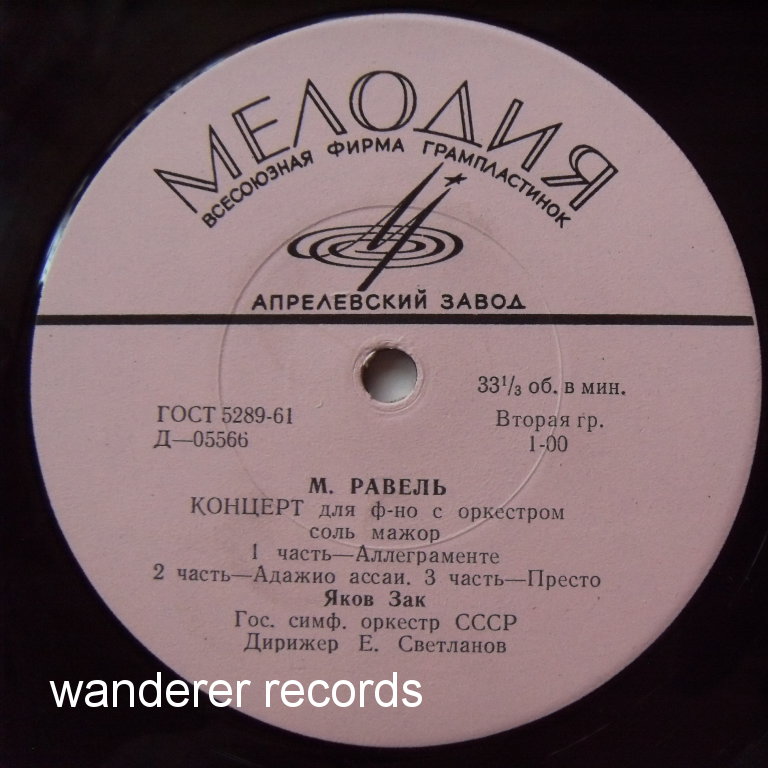 МЕЛОДИЯ
ВСЕСОЮЗНАЯ ФИРМА ГРАМПЛАСТИНОК
АПРЕЛЕВСКИЙ ЗАВОД
33⅓ об. в мин.
ГОСТ 5289-61
Вторая гр.
Д—05566
1-00
М. РАВЕЛЬ
КОНЦЕРТ для ф-но с оркестром
соль мажор
1 часть—Аллеграменте
2 часть—Адажио ассаи. 3 часть—Престо
Яков Зак
Гос. симф. оркестр СССР
Дирижер Е. Светланов
wanderer records